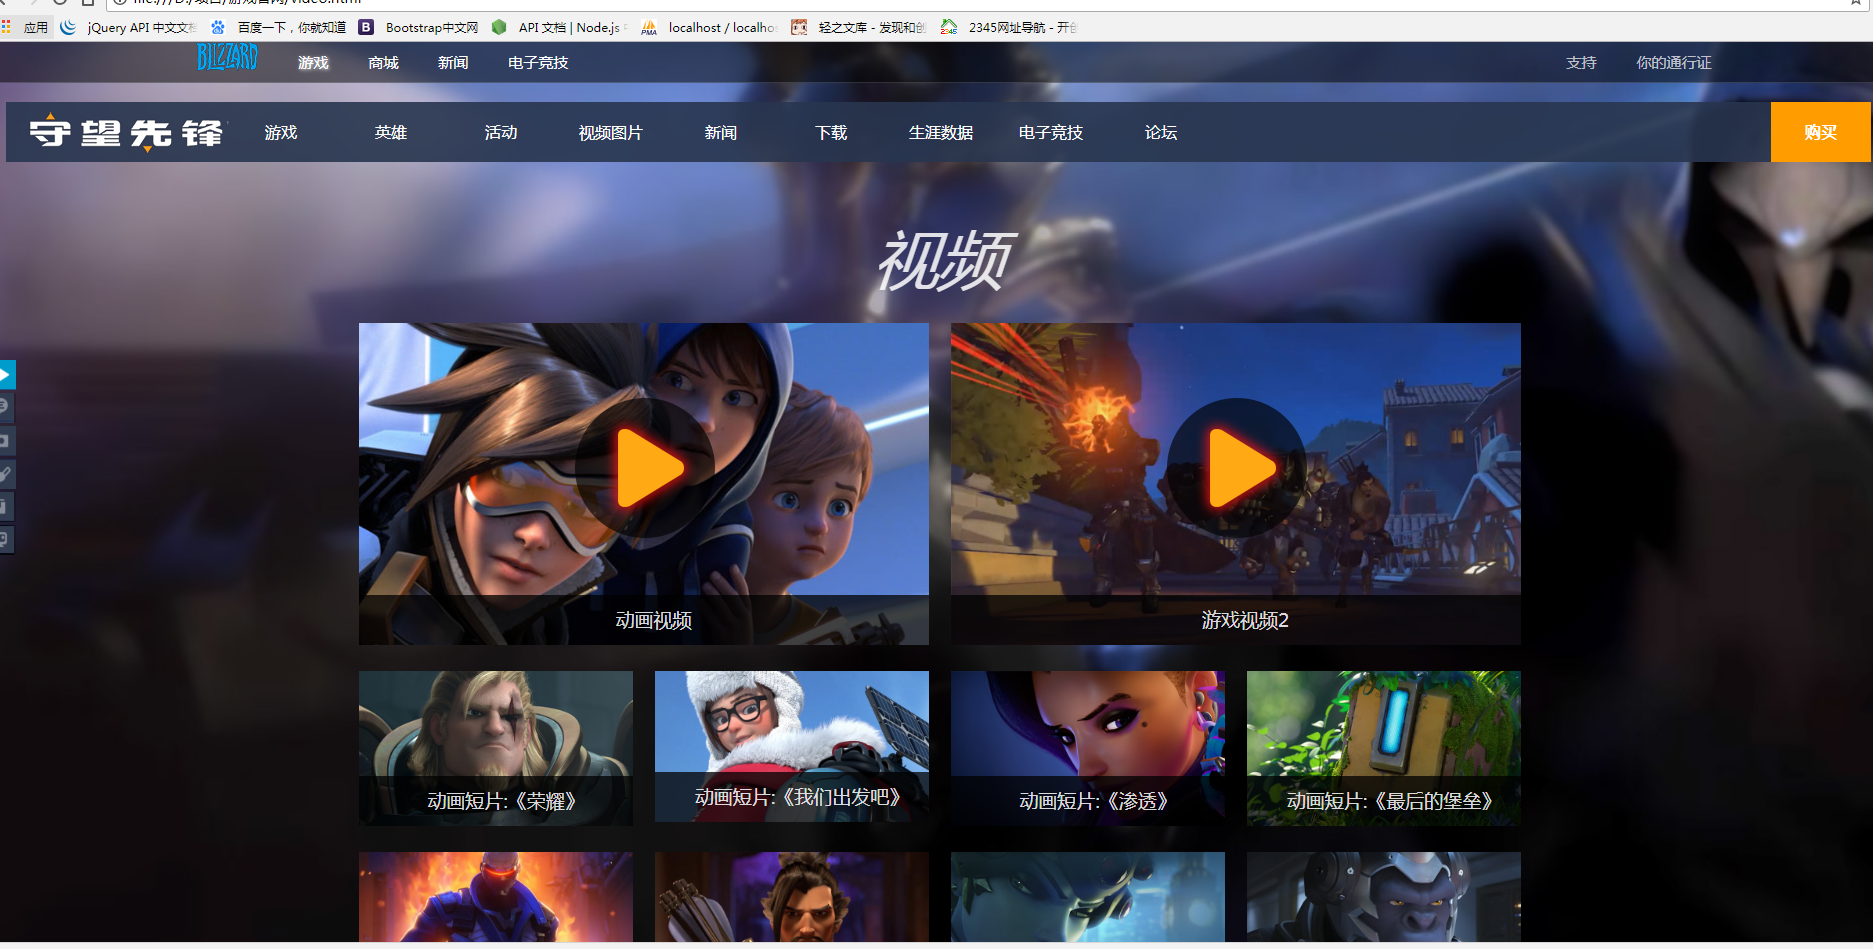 应用 jQuery API 中文文档 百度一下，你就知道 B Bootstrap中文网 API 文档 | Node.js PMA localhost / localhos 轻之文库 - 发现和创 2345 2345网址导航 - 开创
BLIZZARD 游戏 商城 新闻 电子竞技 支持 你的通行证
守望先锋 游戏 英雄 活动 视频图片 新闻 下载 生涯数据 电子竞技 论坛 购买
视频
动画视频 游戏视频2
动画短片:《荣耀》 动画短片:《我们出发吧》 动画短片:《渗透》 动画短片:《最后的堡垒》